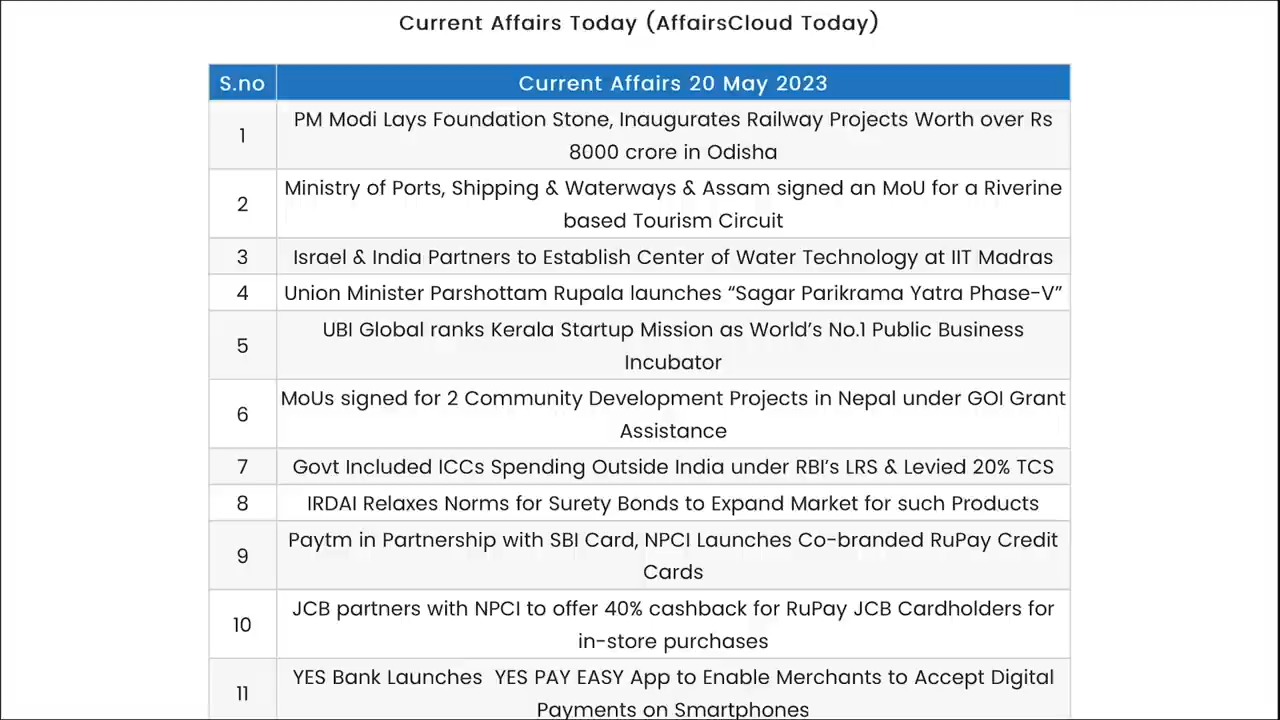 Current Affairs Today (AffairsCloud Today)
S.no Current Affairs 20 May 2023
1 PM Modi Lays Foundation Stone, Inaugurates Railway Projects Worth over Rs
8000 crore in Odisha
2 Ministry of Ports, Shipping & Waterways & Assam signed an MoU for a Riverine
based Tourism Circuit
3 Israel & India Partners to Establish Center of Water Technology at IIT Madras
4 Union Minister Parshottam Rupala launches “Sagar Parikrama Yatra Phase-V”
5 UBI Global ranks Kerala Startup Mission as World’s No.1 Public Business
Incubator
6 MoUs signed for 2 Community Development Projects in Nepal under GOI Grant
Assistance
7 Govt Included ICCs Spending Outside India under RBI’s LRS & Levied 20% TCS
8 IRDAI Relaxes Norms for Surety Bonds to Expand Market for such Products
9 Paytm in Partnership with SBI Card, NPCI Launches Co-branded RuPay Credit
Cards
10 JCB partners with NPCI to offer 40% cashback for RuPay JCB Cardholders for
in-store purchases
11 YES Bank Launches YES PAY EASY App to Enable Merchants to Accept Digital
Payments on Smartphones